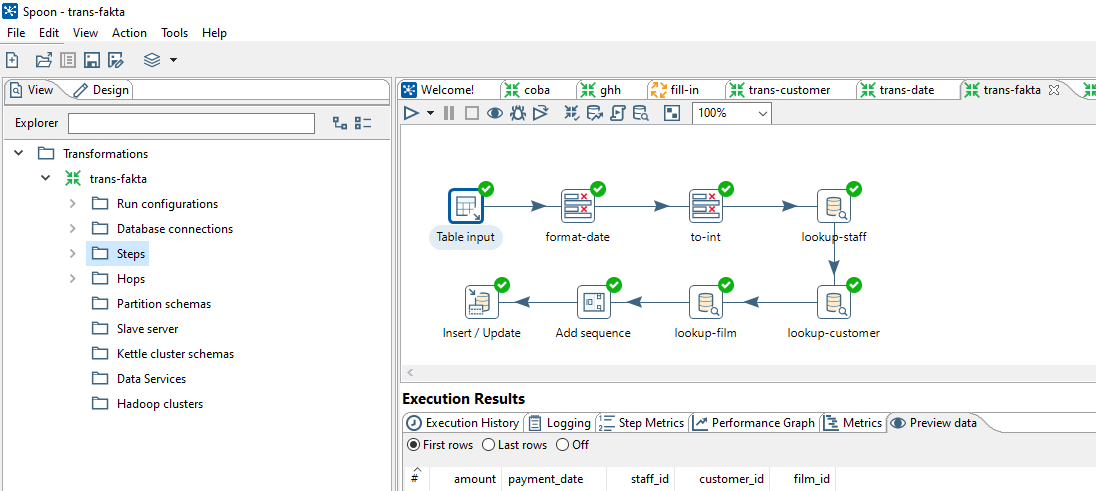 Spoon - trans-fakta
File Edit View Action Tools Help
View Design
Explorer
Transformations
trans-fakta
Run configurations
Database connections
Steps
Hops
Partition schemas
Slave server
Kettle cluster schemas
Data Services
Hadoop clusters
Welcome! coba ghh fill-in trans-customer trans-date trans-fakta
100%
Table input format-date to-int lookup-staff
Insert / Update Add sequence lookup-film lookup-customer
Execution Results
Execution History Logging Step Metrics Performance Graph Metrics Preview data
First rows Last rows Off
# amount payment_date staff_id customer_id film_id